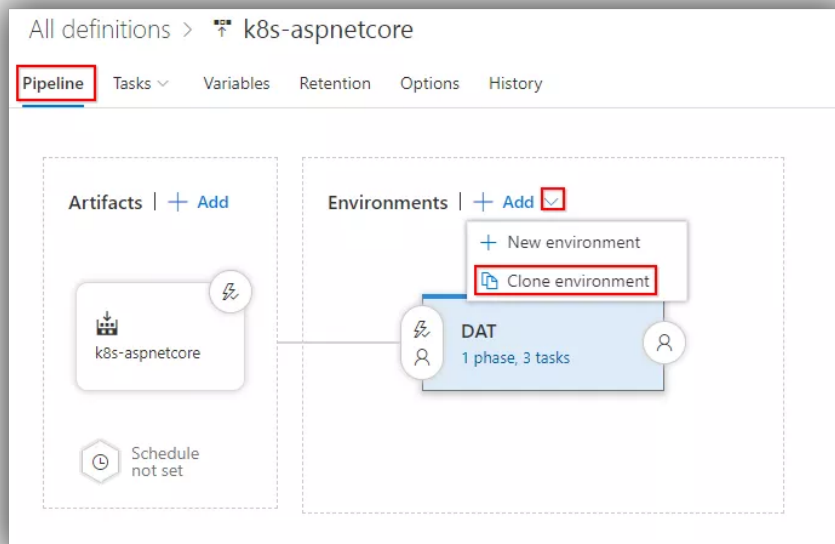 All definitions > k8s-aspnetcore
Pipeline Tasks Variables Retention Options History
Artifacts | + Add
Environments | + Add
+ New environment
Clone environment
k8s-aspnetcore
DAT
1 phase, 3 tasks
Schedule
not set